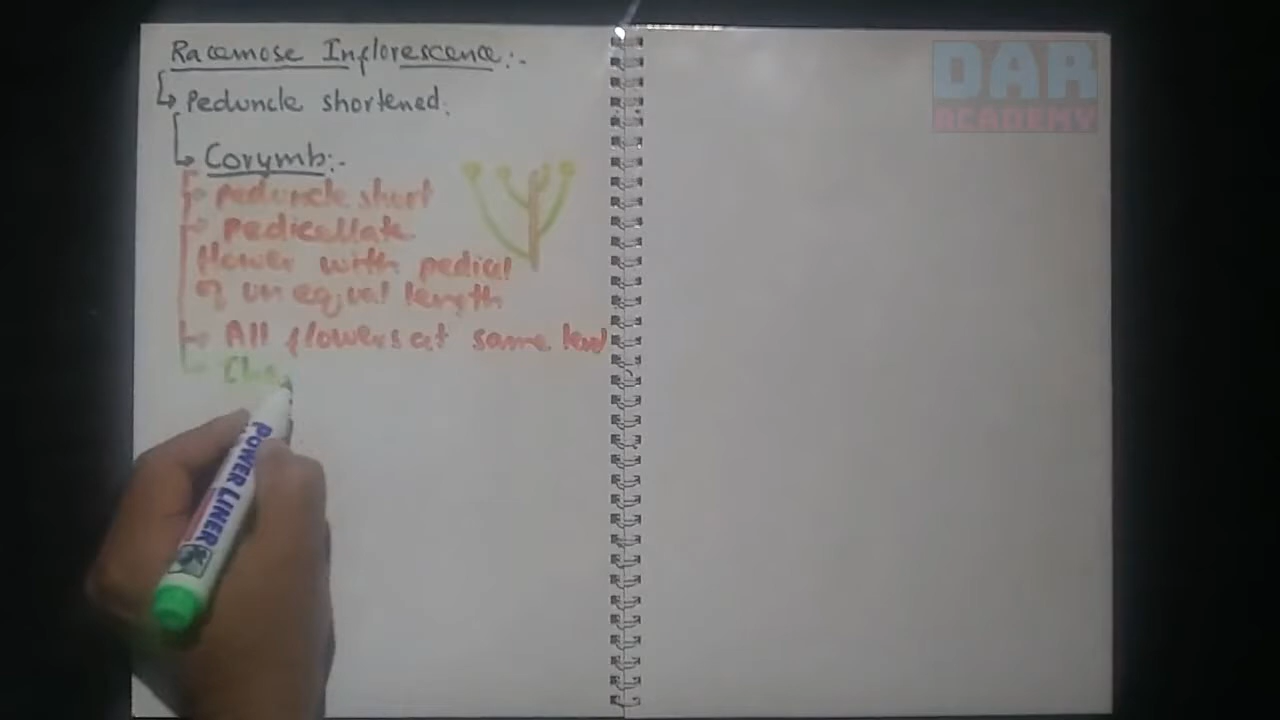 Racemose Inflorescence:-
Peduncle shortened.
Corymb:-
peduncle short
pedicellate
flower with pedicel
of unequal length
All flowers at same level
POWER LINER
DAR
ACADEMY